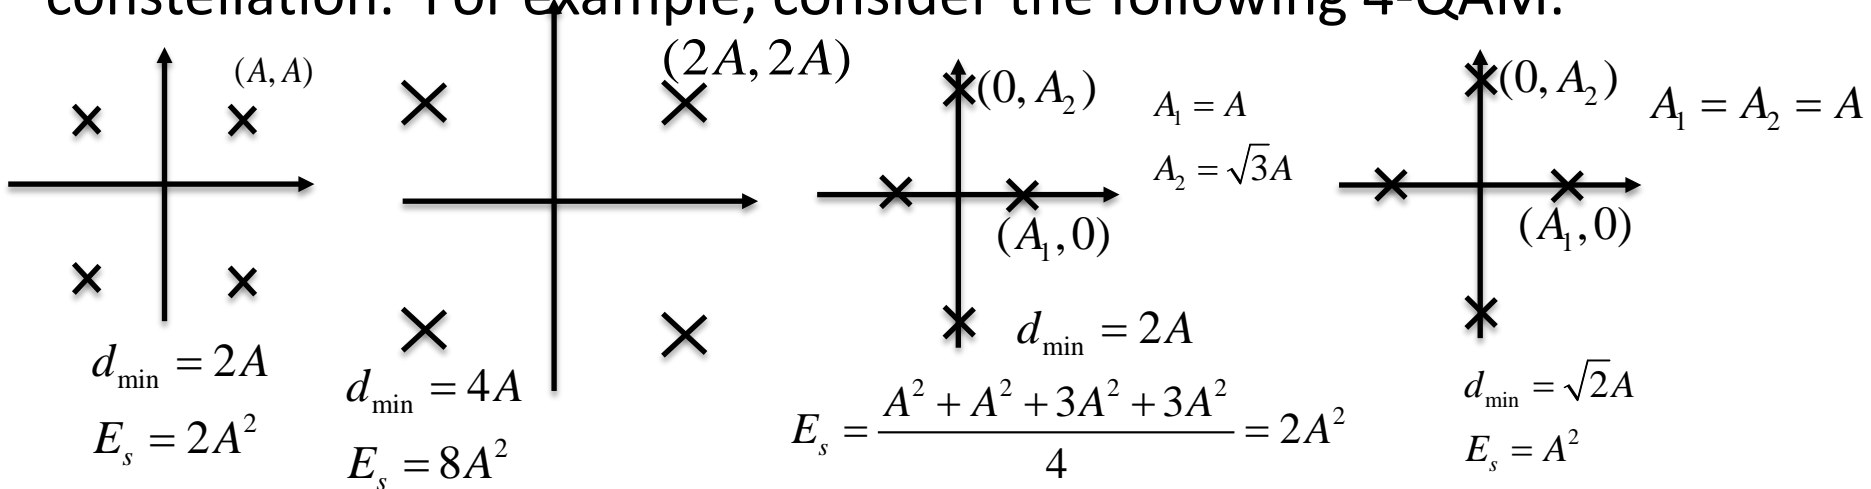 constellation. For example, consider the following 4-QAM:
(A, A)
d_min = 2A
E_s = 2A²
(2A, 2A)
d_min = 4A
E_s = 8A²
(0, A₂)
A₁ = A
A₂ = √3A
(A₁, 0)
d_min = 2A
E_s = (A² + A² + 3A² + 3A²)/4 = 2A²
(0, A₂)
A₁ = A₂ = A
(A₁, 0)
d_min = √2A
E_s = A²